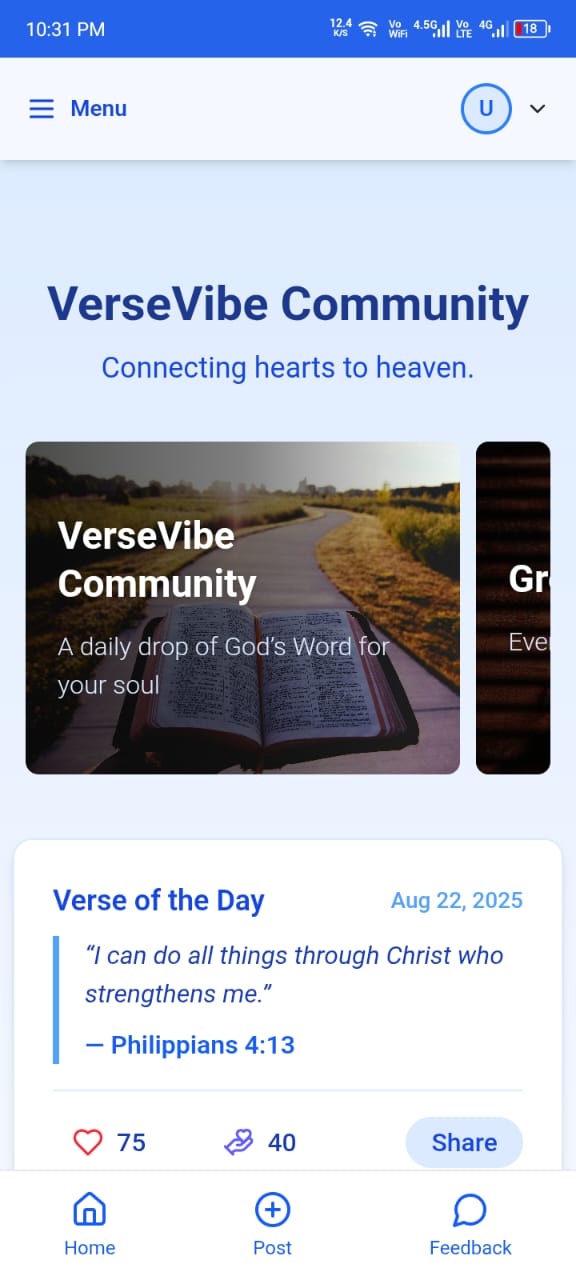 10:31 PM
12.4 K/S Vo WiFi 4.5G Vo LTE 4G 18
Menu
U
VerseVibe Community
Connecting hearts to heaven.
VerseVibe
Community
A daily drop of God’s Word for
your soul
Gr
Eve
Verse of the Day
Aug 22, 2025
“I can do all things through Christ who
strengthens me.”
— Philippians 4:13
75
40
Share
Home
Post
Feedback